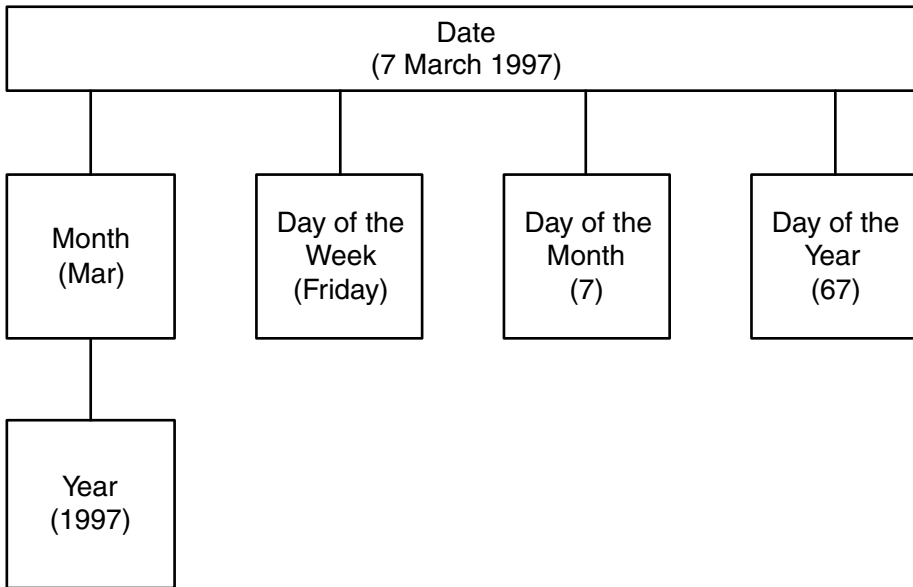 Date
(7 March 1997)
Month
(Mar)
Day of the
Week
(Friday)
Day of the
Month
(7)
Day of the
Year
(67)
Year
(1997)